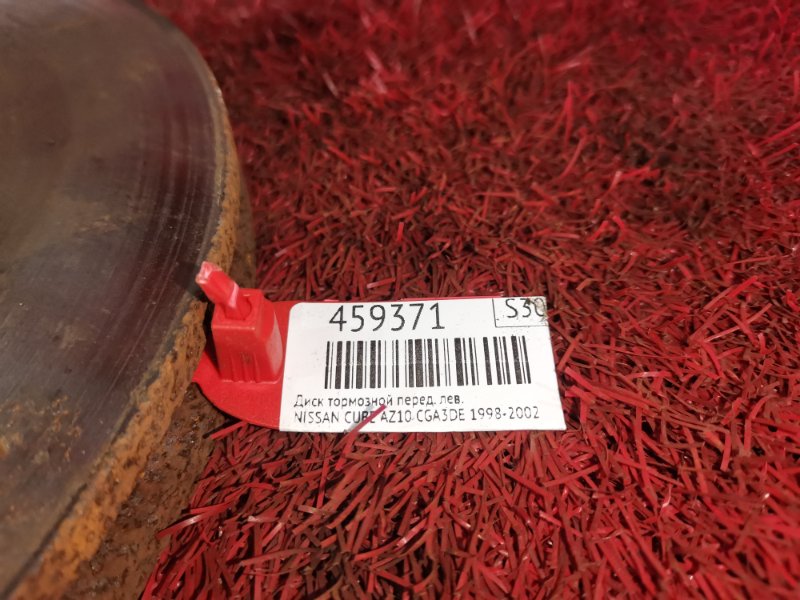 459371 S30
Диск тормозной перед. лев.
NISSAN CUBE AZ10 CGA3DE 1998-2002